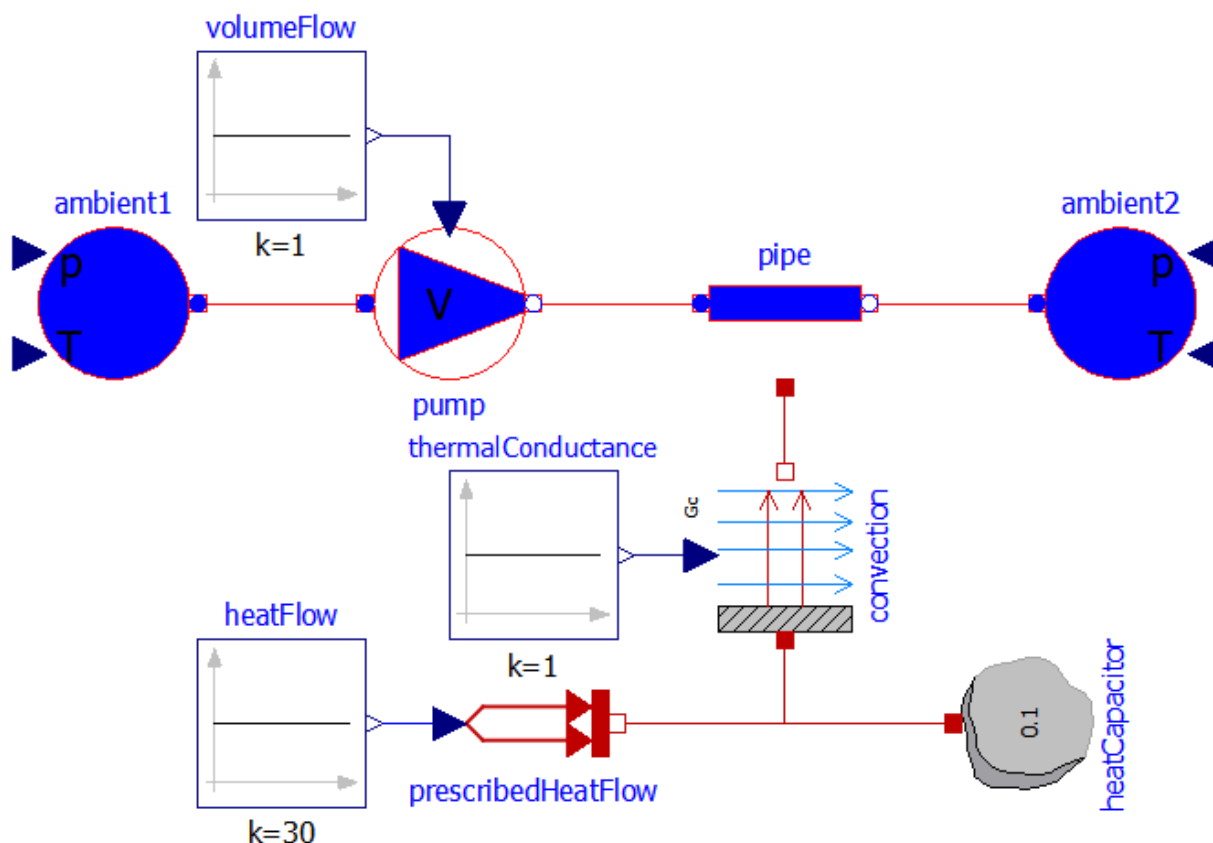 volumeFlow
k=1
ambient1
p
T
V
pump
pipe
ambient2
p
T
thermalConductance
k=1
Gc
convection
heatFlow
k=30
prescribedHeatFlow
0.1
heatCapacitor